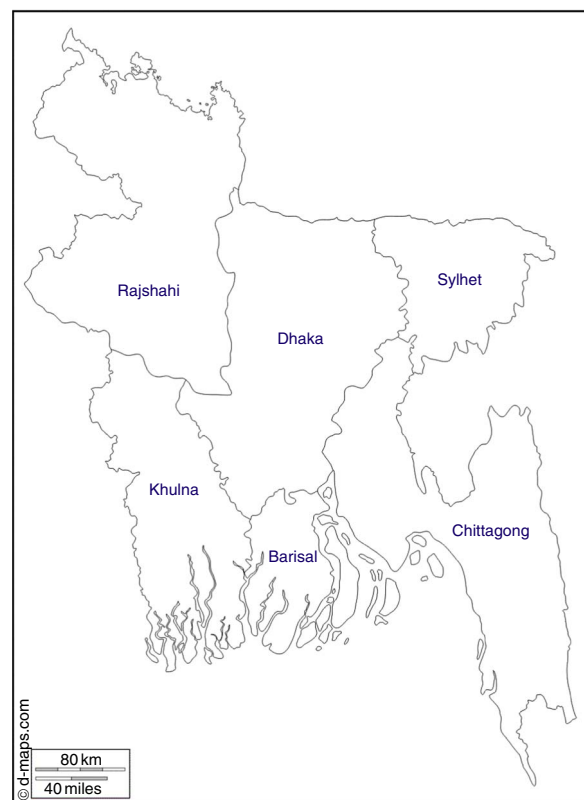 Rajshahi
Sylhet
Dhaka
Khulna
Chittagong
Barisal
© d-maps.com
80 km
40 miles